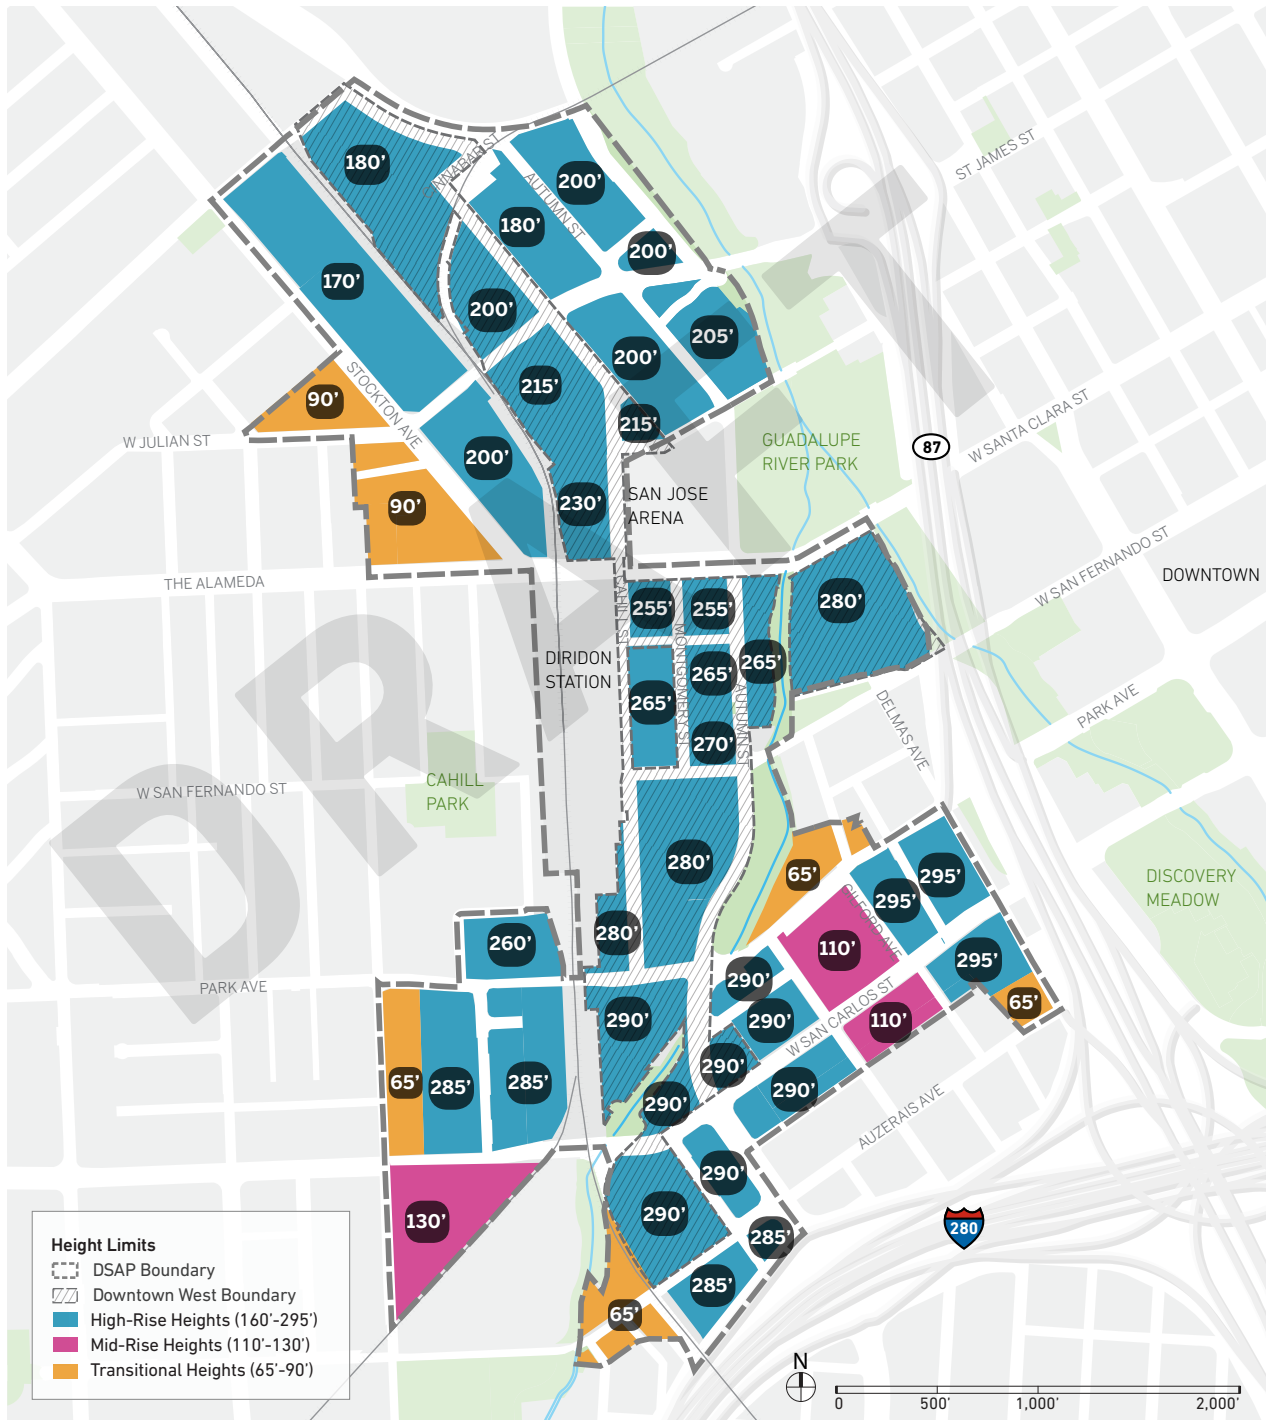 ST JAMES ST
CINNABAR ST
180'
200'
AUTUMN ST
180'
200'
170'
200'
205'
200'
215'
90'
STOCKTON AVE
W JULIAN ST
215'
GUADALUPE
RIVER PARK
87
W SANTA CLARA ST
200'
90'
230'
SAN JOSE
ARENA
W SAN FERNANDO ST
DOWNTOWN
THE ALAMEDA
CAHILL ST
255'
255'
280'
MONTGOMERY ST
DIRIDON
STATION
265'
265'
265'
AUTUMN ST
270'
DELMAS AVE
PARK AVE
W SAN FERNANDO ST
CAHILL
PARK
DRAFT
280'
65'
295'
295'
DISCOVERY
MEADOW
GIFFORD AVE
260'
280'
110'
295'
290'
PARK AVE
65'
290'
290'
110'
W SAN CARLOS ST
65'
285'
285'
290'
290'
290'
AUZERAIS AVE
290'
130'
290'
285'
280
285'
65'
Height Limits
DSAP Boundary
Downtown West Boundary
High-Rise Heights (160'-295')
Mid-Rise Heights (110'-130')
Transitional Heights (65'-90')
N
0 500' 1,000' 2,000'